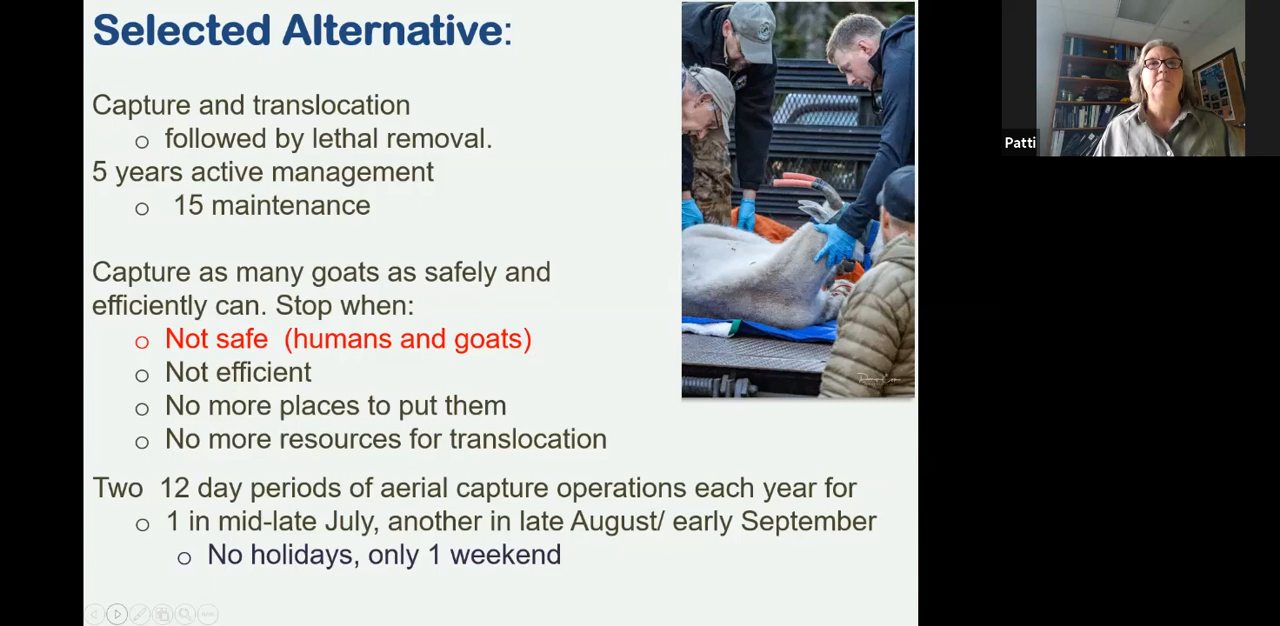 Selected Alternative:
Capture and translocation
o followed by lethal removal.
5 years active management
o 15 maintenance
Capture as many goats as safely and
efficiently can. Stop when:
o Not safe (humans and goats)
o Not efficient
o No more places to put them
o No more resources for translocation
Two 12 day periods of aerial capture operations each year for
o 1 in mid-late July, another in late August/ early September
o No holidays, only 1 weekend
Patti